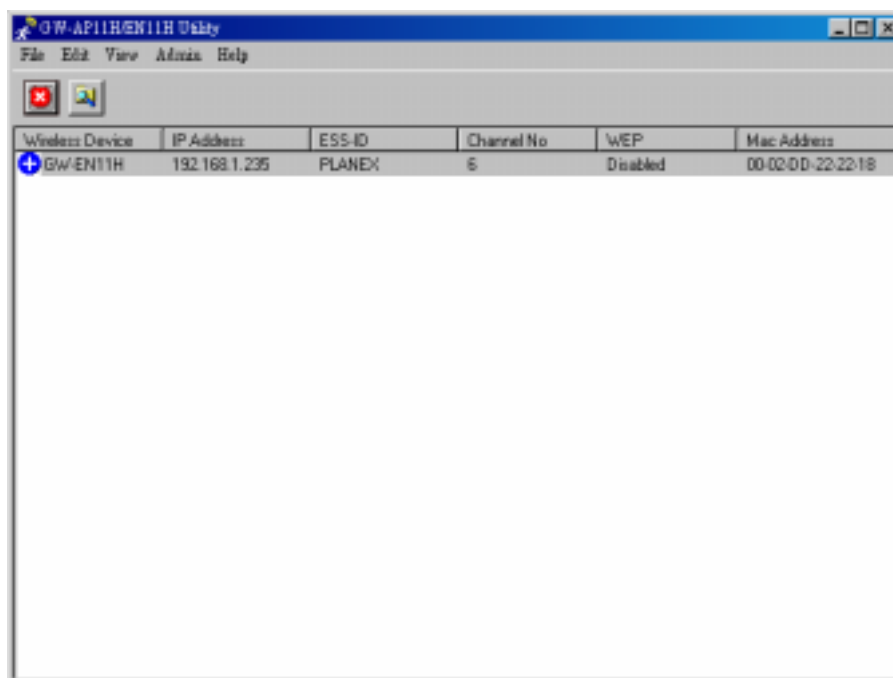 GW-AP11H/EN11H Utility
File Edit View Admin Help
Wireless Device IP Address ESS-ID Channel No WEP Mac Address
GW-EN11H 192.168.1.235 PLANEX 6 Disabled 00-02-DD-22-22-18